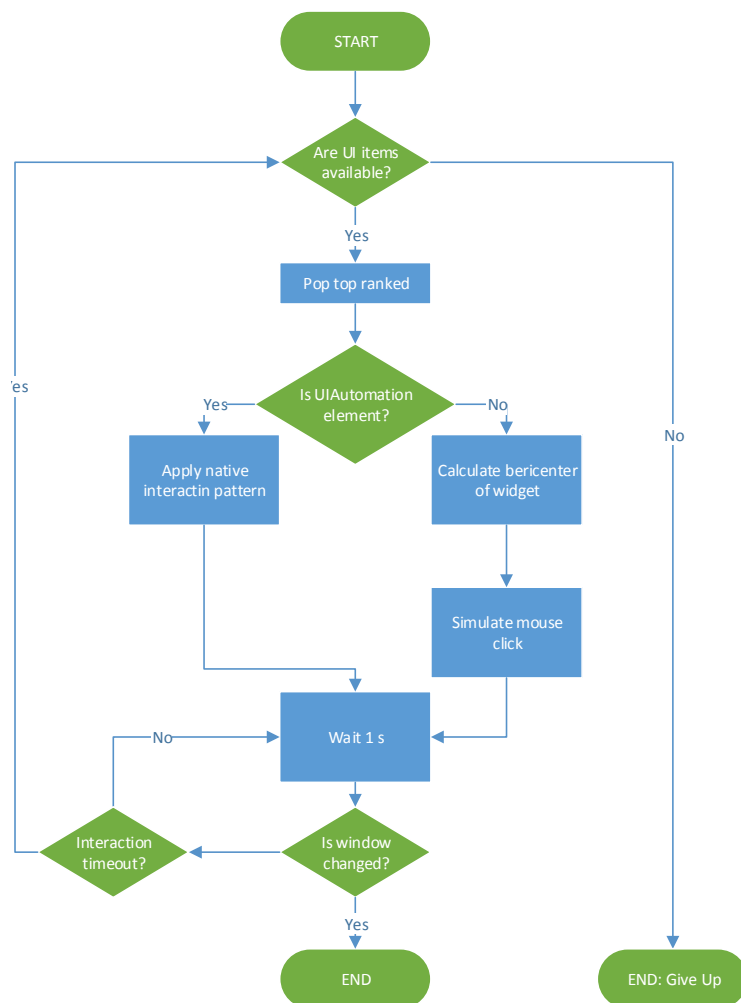 START
Are UI items
available?
Yes
Pop top ranked
Is UIAutomation
element?
Yes
No
Yes
No
Apply native
interactin pattern
Calculate bericenter
of widget
Simulate mouse
click
Wait 1 s
No
Interaction
timeout?
Is window
changed?
Yes
END
END: Give Up